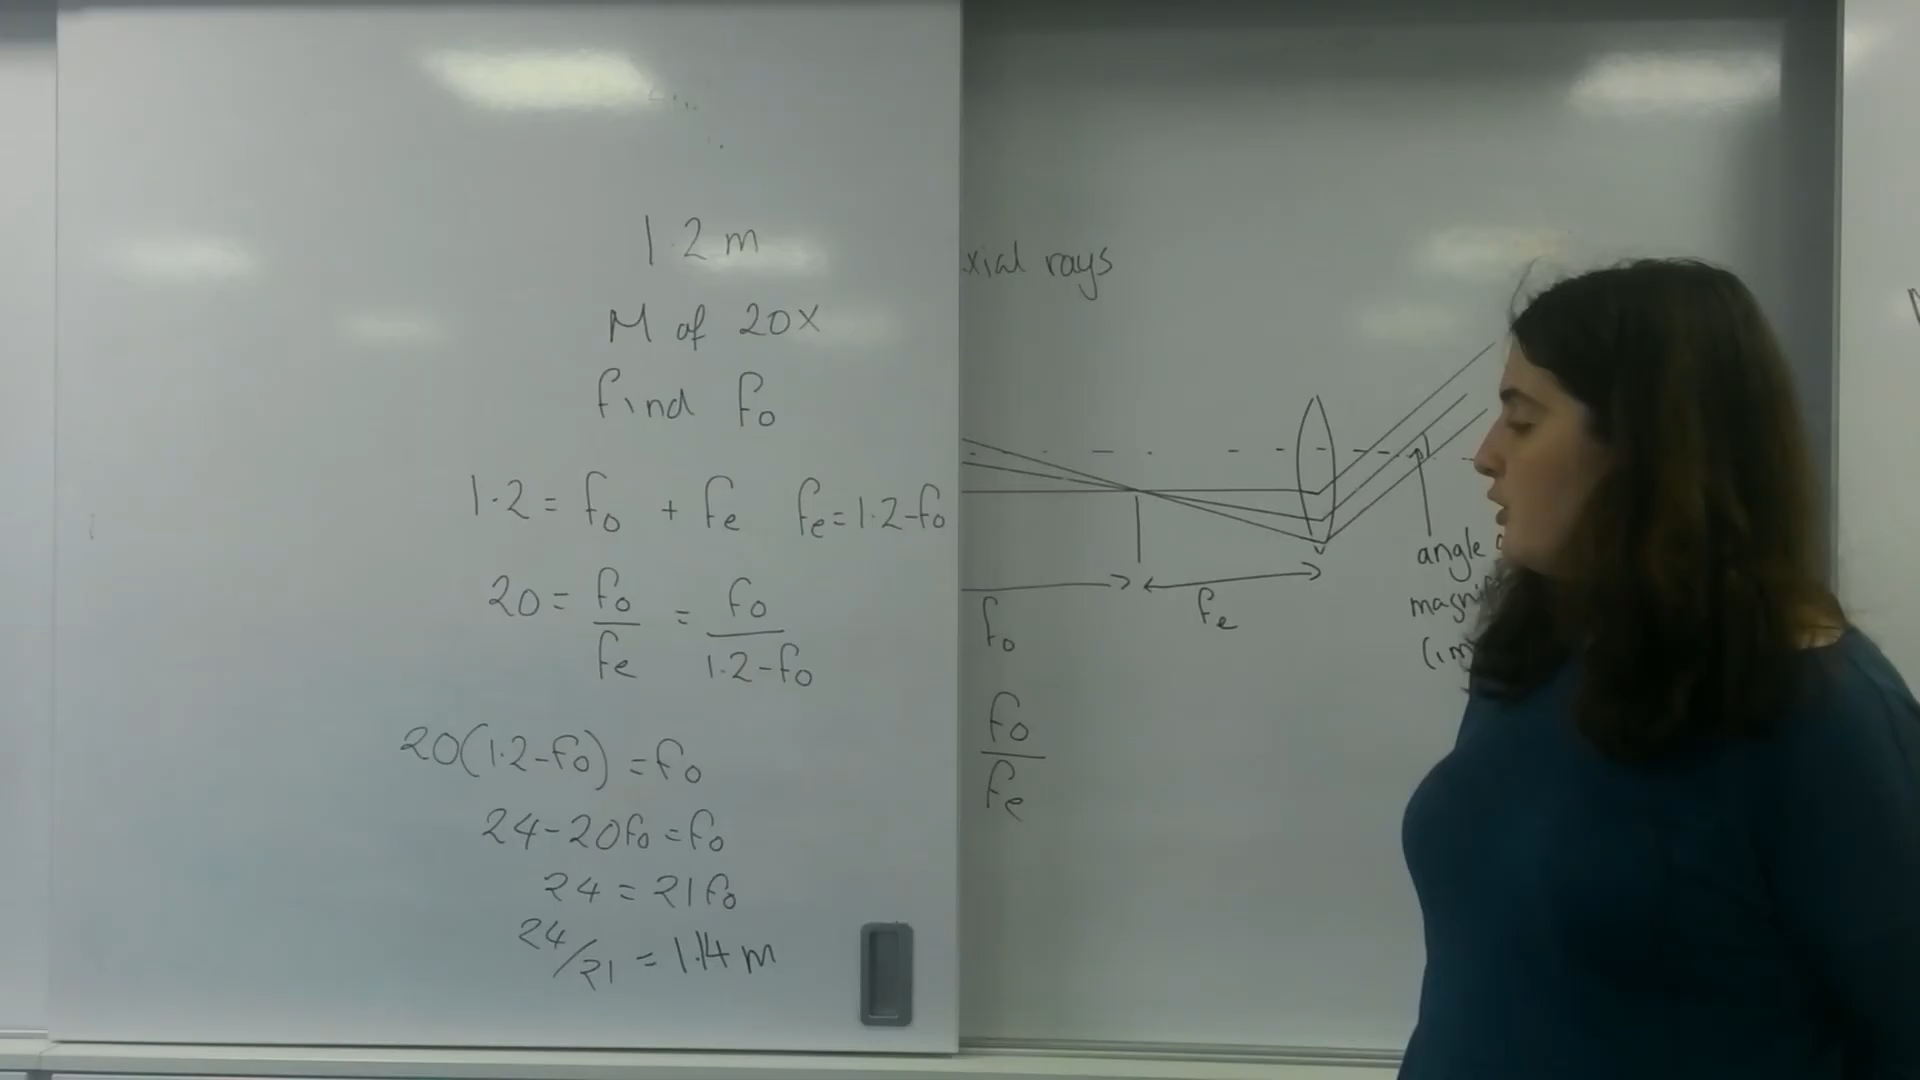 1.2 m
M of 20x
find fo
1.2 = fo + fe fe = 1.2-fo
20 = fo/fe = fo/1.2-fo
20(1.2-fo) = fo
24-20fo = fo
24 = 21fo
24/21 = 1.14 m
rays
fo
fe
fo/fe
angle